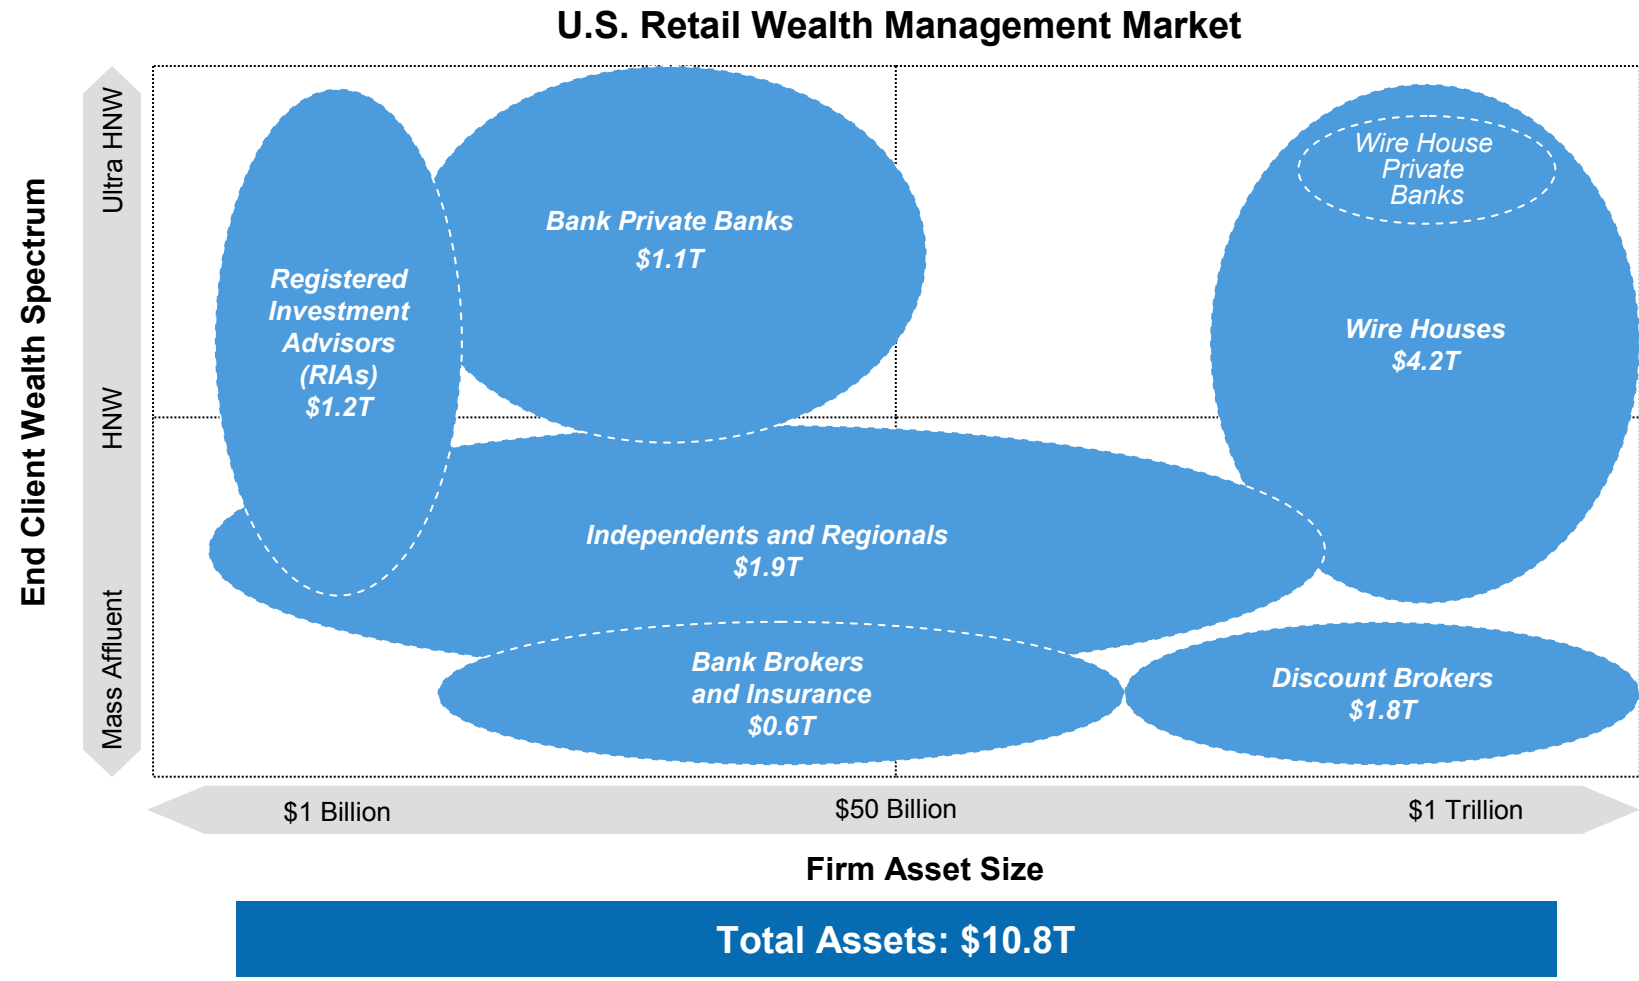 U.S. Retail Wealth Management Market
End Client Wealth Spectrum
Ultra HNW
HNW
Mass Affluent
Wire House
Private
Banks
Bank Private Banks
$1.1T
Registered
Investment
Advisors
(RIAs)
$1.2T
Wire Houses
$4.2T
Independents and Regionals
$1.9T
Bank Brokers
and Insurance
$0.6T
Discount Brokers
$1.8T
$1 Billion
$50 Billion
$1 Trillion
Firm Asset Size
Total Assets: $10.8T